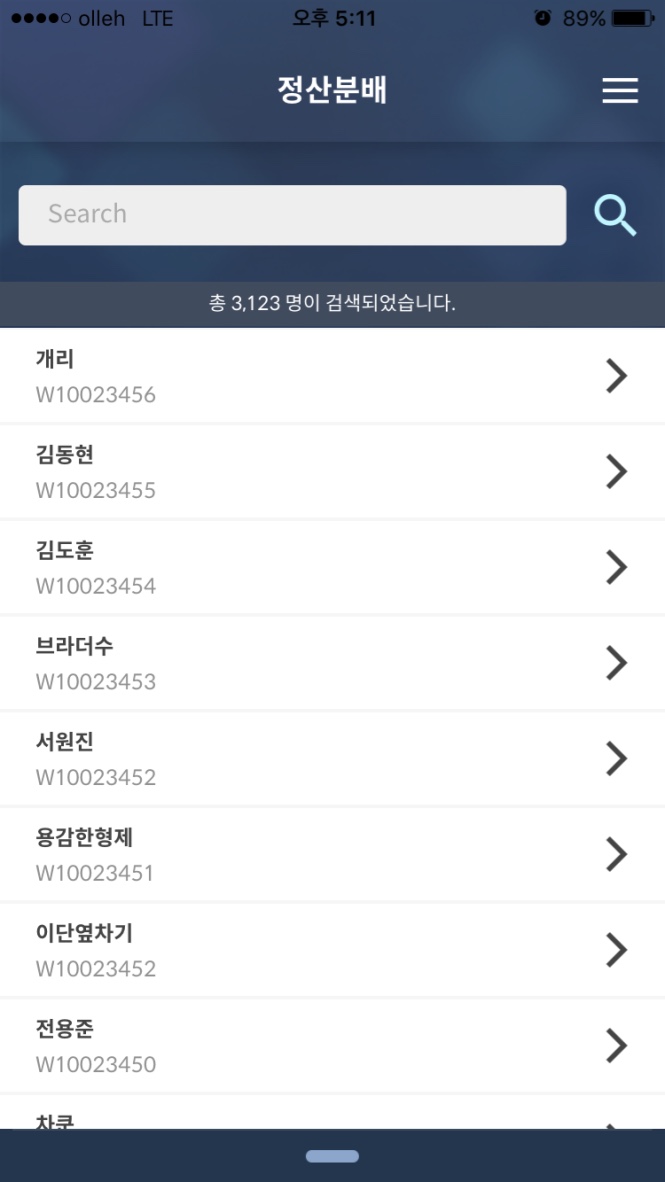 olleh LTE 오후 5:11 89%
정산분배
Search
총 3,123 명이 검색되었습니다.
개리
W10023456
김동현
W10023455
김도훈
W10023454
브라더수
W10023453
서원진
W10023452
용감한형제
W10023451
이단옆차기
W10023452
전용준
W10023450
차쿤